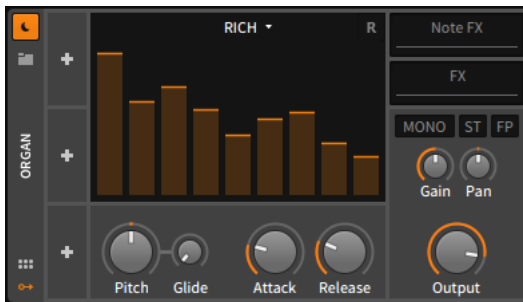 RICH
R
Note FX
FX
ORGAN
MONO ST FP
Gain Pan
Pitch Glide Attack Release Output